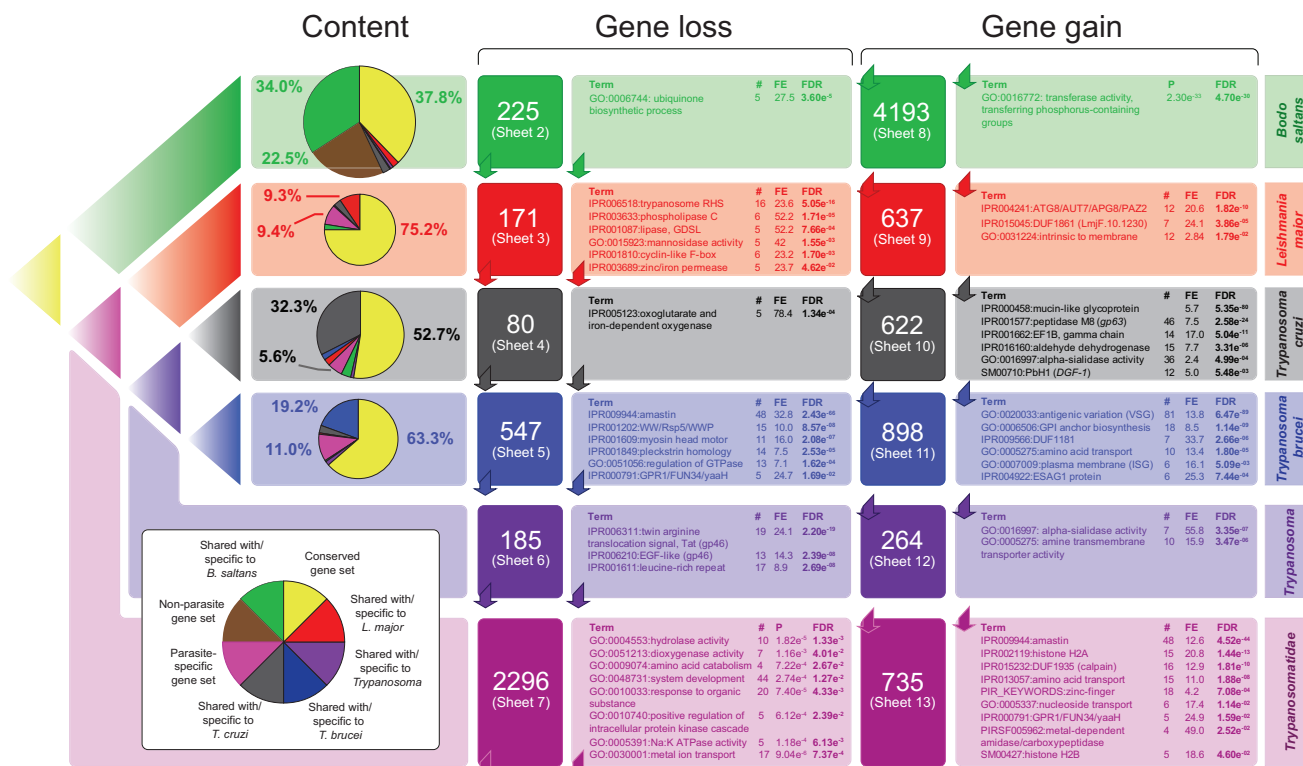 Content
Gene loss
Gene gain
34.0%
37.8%
22.5%
225
(Sheet 2)
Term # FE FDR
GO:0006744: ubiquinone 5 27.5 3.60e⁻⁵
biosynthetic process
4193
(Sheet 8)
Term P FDR
GO:0016772: transferase activity, 2.30e⁻³³ 4.70e⁻³⁰
transferring phosphorus-containing
groups
Bodo
saltans
9.3%
9.4%
75.2%
171
(Sheet 3)
Term # FE FDR
IPR006518:trypanosome RHS 16 23.6 5.05e⁻¹⁶
IPR003633:phospholipase C 6 52.2 1.71e⁻⁰⁵
IPR001087:lipase, GDSL 5 52.2 7.66e⁻⁰⁴
GO:0015923:mannosidase activity 5 42 1.55e⁻⁰³
IPR001810:cyclin-like F-box 6 23.2 1.70e⁻⁰³
IPR003689:zinc/iron permease 5 23.7 4.62e⁻⁰²
637
(Sheet 9)
Term # FE FDR
IPR004241:ATG8/AUT7/APG8/PAZ2 12 20.6 1.82e⁻¹⁰
IPR015045:DUF1861 (LmjF.10.1230) 7 24.1 3.86e⁻⁰⁵
GO:0031224:intrinsic to membrane 12 2.84 1.79e⁻⁰²
Leishmania
major
32.3%
5.6%
52.7%
80
(Sheet 4)
Term # FE FDR
IPR005123:oxoglutarate and 5 78.4 1.34e⁻⁰⁴
iron-dependent oxygenase
622
(Sheet 10)
Term # FE FDR
IPR000458:mucin-like glycoprotein 5.7 5.35e⁻⁸⁰
IPR001577:peptidase M8 (gp63) 46 7.5 2.58e⁻²⁴
IPR001662:EF1B, gamma chain 14 17.0 5.04e⁻¹¹
IPR016160:aldehyde dehydrogenase 15 7.7 3.31e⁻⁰⁶
GO:0016997:alpha-sialidase activity 36 2.4 4.99e⁻⁰⁴
SM00710:PbH1 (DGF-1) 12 5.0 5.48e⁻⁰³
Trypanosoma
cruzi
19.2%
11.0%
63.3%
547
(Sheet 5)
Term # FE FDR
IPR009944:amastin 48 32.8 2.43e⁻⁶⁶
IPR001202:WW/Rsp5/WWP 15 10.0 8.57e⁻⁰⁸
IPR001609:myosin head motor 11 16.0 2.08e⁻⁰⁷
IPR001849:pleckstrin homology 14 7.5 2.53e⁻⁰⁵
GO:0051056:regulation of GTPase 13 7.1 1.62e⁻⁰⁴
IPR000791:GPR1/FUN34/yaaH 5 24.7 1.69e⁻⁰²
898
(Sheet 11)
Term # FE FDR
GO:0020033:antigenic variation (VSG) 81 13.8 6.47e⁻⁸⁹
GO:0006506:GPI anchor biosynthesis 18 8.5 1.14e⁻⁰⁹
IPR009566:DUF1181 7 33.7 2.66e⁻⁰⁶
GO:0005275:amino acid transport 10 13.4 1.80e⁻⁰⁵
GO:0007009:plasma membrane (ISG) 6 16.1 5.09e⁻⁰³
IPR004922:ESAG1 protein 6 25.3 7.44e⁻⁰⁴
Trypanosoma
brucei
185
(Sheet 6)
Term # FE FDR
IPR006311:twin arginine 19 24.1 2.20e⁻¹⁹
translocation signal, Tat (gp46)
IPR006210:EGF-like (gp46) 13 14.3 2.39e⁻⁰⁸
IPR001611:leucine-rich repeat 17 8.9 2.69e⁻⁰⁸
264
(Sheet 12)
Term # FE FDR
GO:0016997: alpha-sialidase activity 7 55.8 3.35e⁻⁰⁷
GO:0005275: amine transmembrane 10 15.9 3.47e⁻⁰⁶
transporter activity
Trypanosoma
2296
(Sheet 7)
Term # P FDR
GO:0004553:hydrolase activity 10 1.82e⁻⁵ 1.33e⁻³
GO:0051213:dioxygenase activity 7 1.16e⁻³ 4.01e⁻²
GO:0009074:amino acid catabolism 4 7.22e⁻⁴ 2.67e⁻²
GO:0048731:system development 44 2.74e⁻⁴ 1.27e⁻²
GO:0010033:response to organic 20 7.40e⁻⁵ 4.33e⁻³
substance
GO:0010740:positive regulation of 5 6.12e⁻⁴ 2.39e⁻²
intracellular protein kinase cascade
GO:0005391:Na:K ATPase activity 5 1.18e⁻⁴ 6.13e⁻³
GO:0030001:metal ion transport 17 9.04e⁻⁶ 7.37e⁻⁴
735
(Sheet 13)
Term # FE FDR
IPR009944:amastin 48 12.6 4.52e⁻⁴⁴
IPR002119:histone H2A 15 20.8 1.44e⁻¹³
IPR015232:DUF1935 (calpain) 16 12.9 1.81e⁻¹⁰
IPR013057:amino acid transport 15 11.0 1.88e⁻⁰⁸
PIR_KEYWORDS:zinc-finger 18 4.2 7.08e⁻⁰⁴
GO:0005337:nucleoside transport 6 17.4 1.14e⁻⁰²
IPR000791:GPR1/FUN34/yaaH 5 24.9 1.59e⁻⁰²
PIRSF005962:metal-dependent 4 49.0 2.52e⁻⁰²
amidase/carboxypeptidase
SM00427:histone H2B 5 18.6 4.60e⁻⁰²
Trypanosomatidae
Shared with/
specific to
B. saltans
Conserved
gene set
Non-parasite
gene set
Shared with/
specific to
L. major
Parasite-
specific
gene set
Shared with/
specific to
Trypanosoma
Shared with/
specific to
T. cruzi
Shared with/
specific to
T. brucei